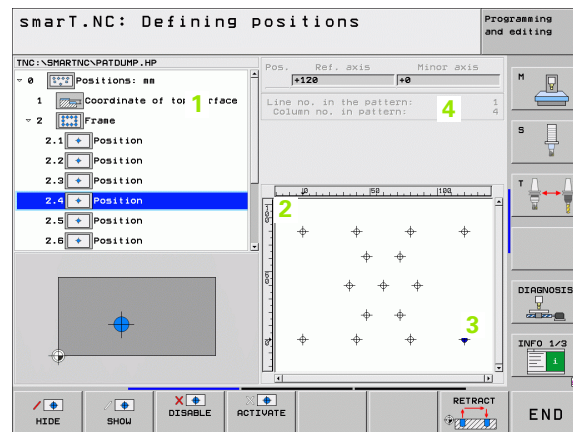 smarT.NC: Defining positions
Programming
and editing
TNC:\SMARTNC\PATDUMP.HP
0 Positions: mm
1 Coordinate of to 1 rface
2 Frame
2.1 Position
2.2 Position
2.3 Position
2.4 Position
2.5 Position
2.6 Position
Pos. Ref. axis Minor axis
+120 +0
Line no. in the pattern: 1
Column no. in pattern: 4
4
0 50 100
2
3
M
S
T
DIAGNOSIS
INFO 1/3
i
HIDE
SHOW
DISABLE
ACTIVATE
RETRACT
END